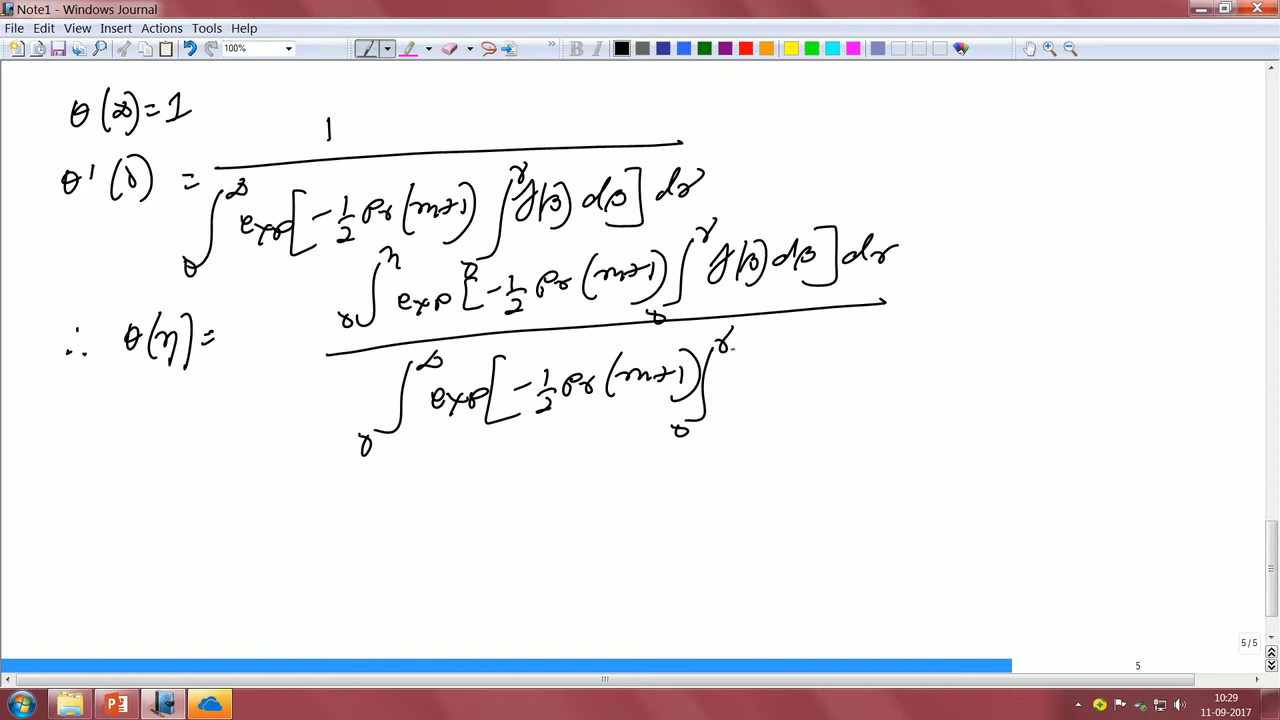 Note1 - Windows Journal
File Edit View Insert Actions Tools Help
100%
B I
θ(∞)=1
θ'(0) = 1 / ∫₀^∞ exp[-1/2 Pr(m+1) ∫₀^γ f(β) dβ] dγ
∴ θ(η) = ∫₀^η exp[-1/2 Pr(m+1) ∫₀^γ f(β) dβ] dγ / ∫₀^∞ exp[-1/2 Pr(m+1) ∫₀^γ
5/5
5
10:29
11-09-2017